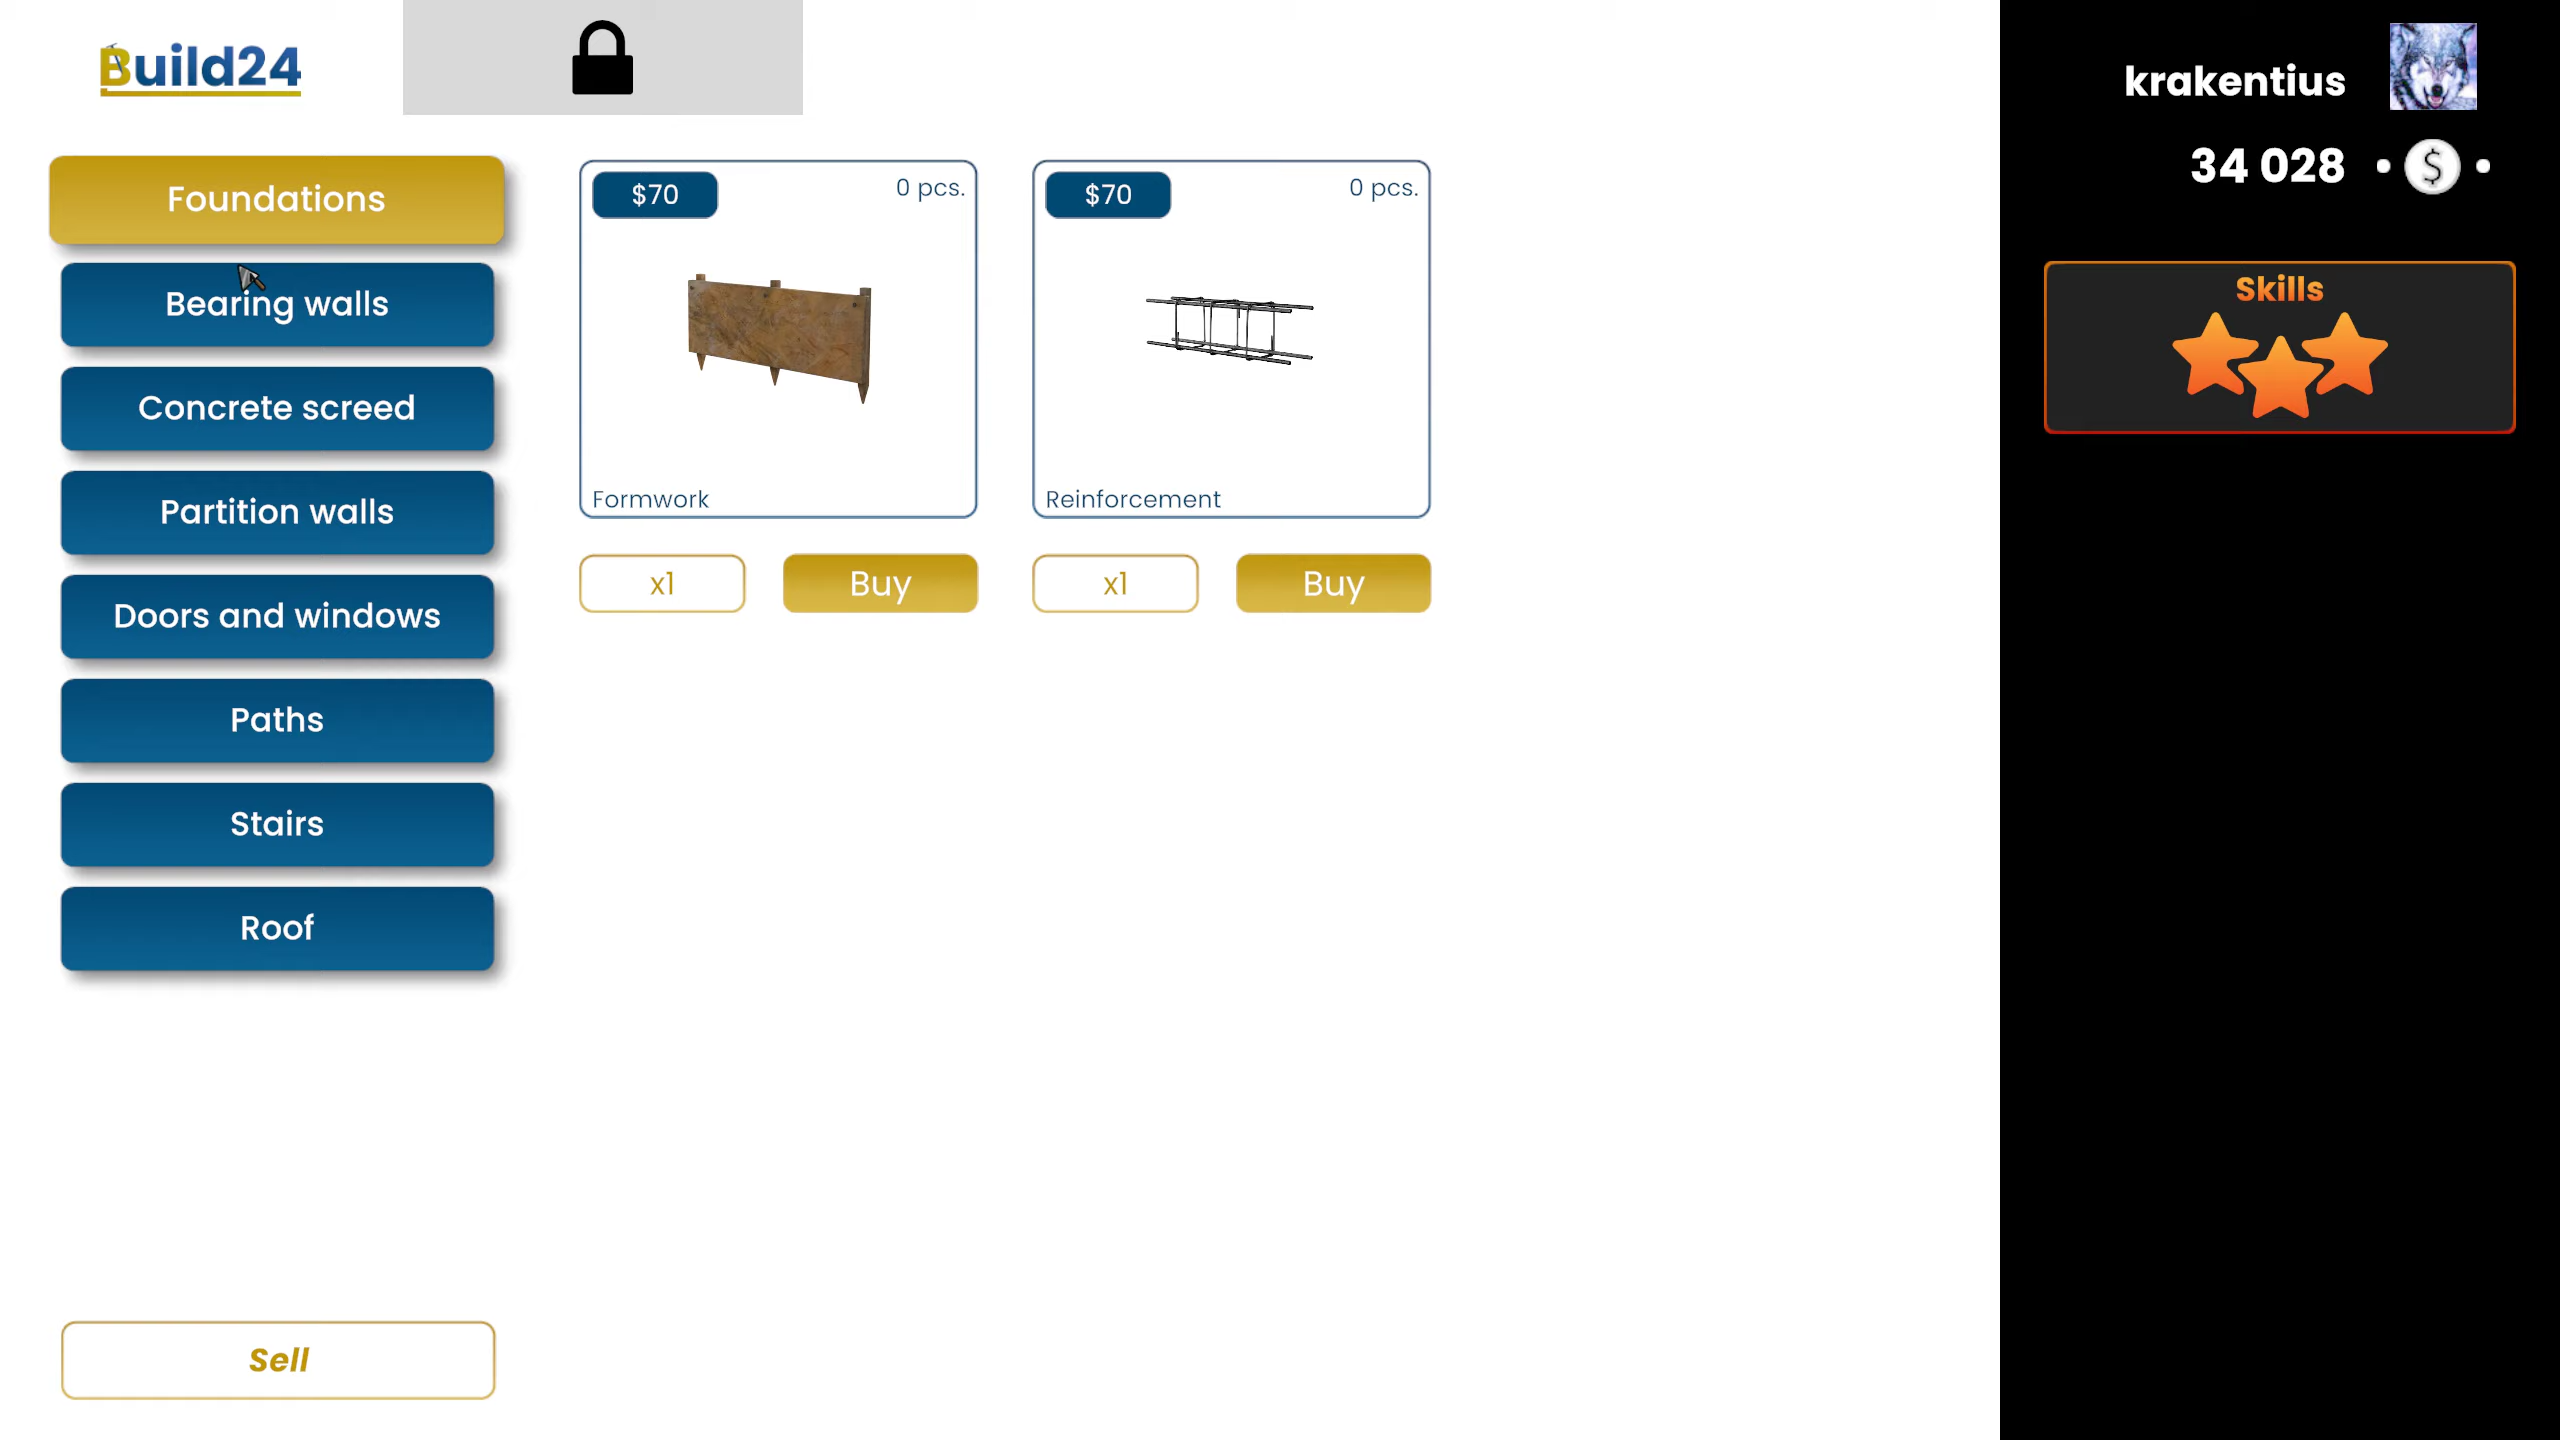 Build24
krakentius
34 028
$
Foundations
Bearing walls
Concrete screed
Partition walls
Doors and windows
Paths
Stairs
Roof
Sell
$70
0 pcs.
Formwork
x1
Buy
$70
0 pcs.
Reinforcement
x1
Buy
Skills